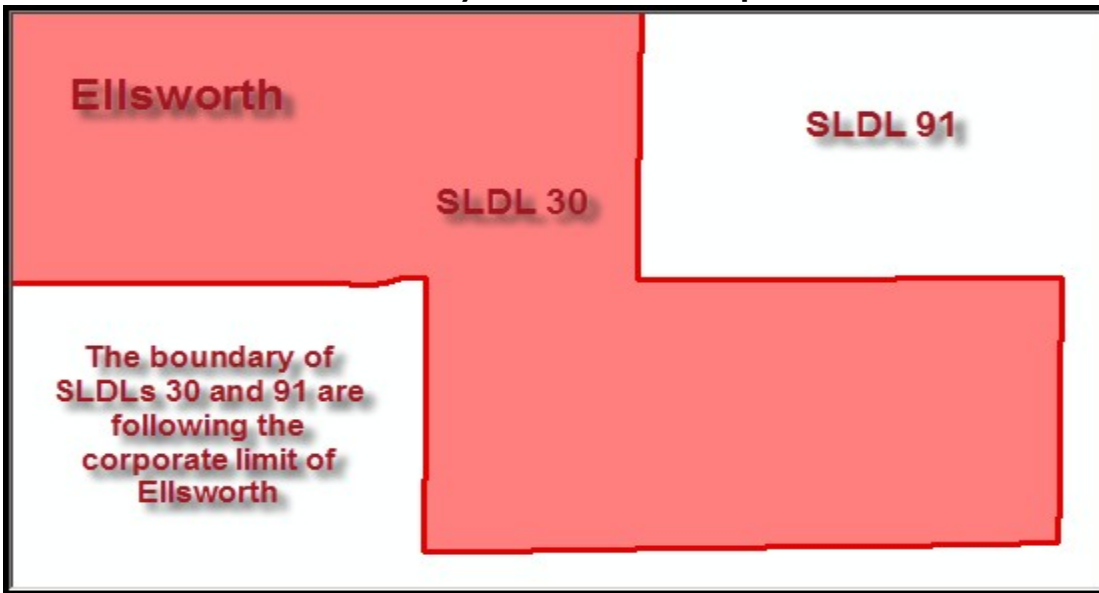 Ellsworth
SLDL 91
SLDL 30
The boundary of
SLDLs 30 and 91 are
following the
corporate limit of
Ellsworth